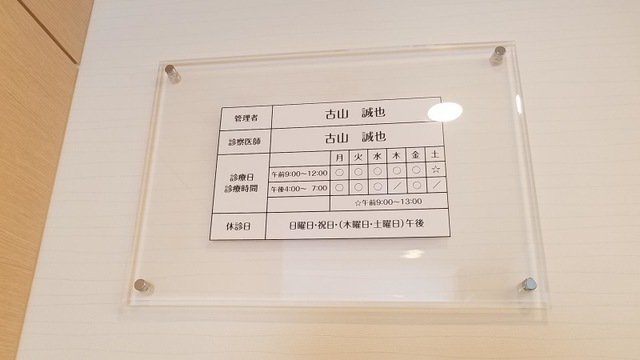 管理者 古山 誠也
診察医師 古山 誠也
診療日
診療時間
月 火 水 木 金 土
午前9:00〜12:00 ○ ○ ○ ○ ○ ☆
午後4:00〜 7:00 ○ ○ ○ / ○ /
☆午前9:00〜13:00
休診日 日曜日・祝日・(木曜日・土曜日)午後